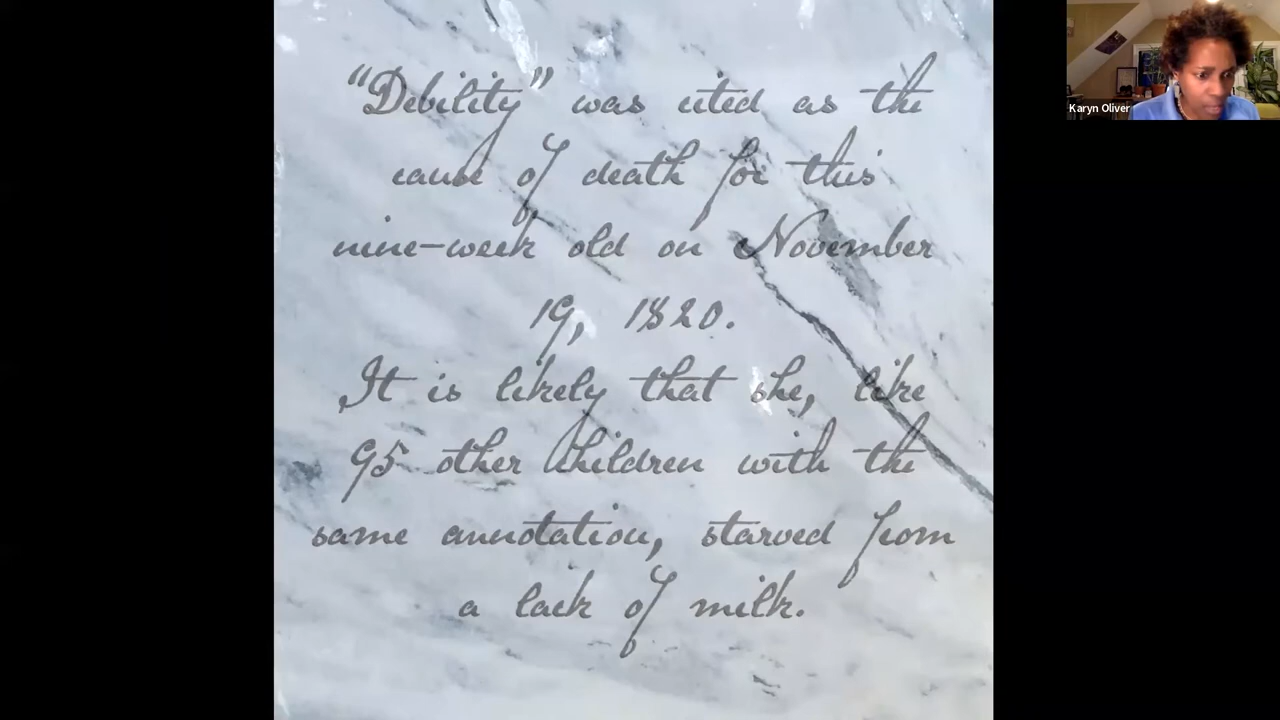 "Debility" was cited as the
cause of death for this
nine-week old on November
19, 1820.
It is likely that she, like
95 other children with the
same annotation, starved from
a lack of milk.
Karyn Oliver